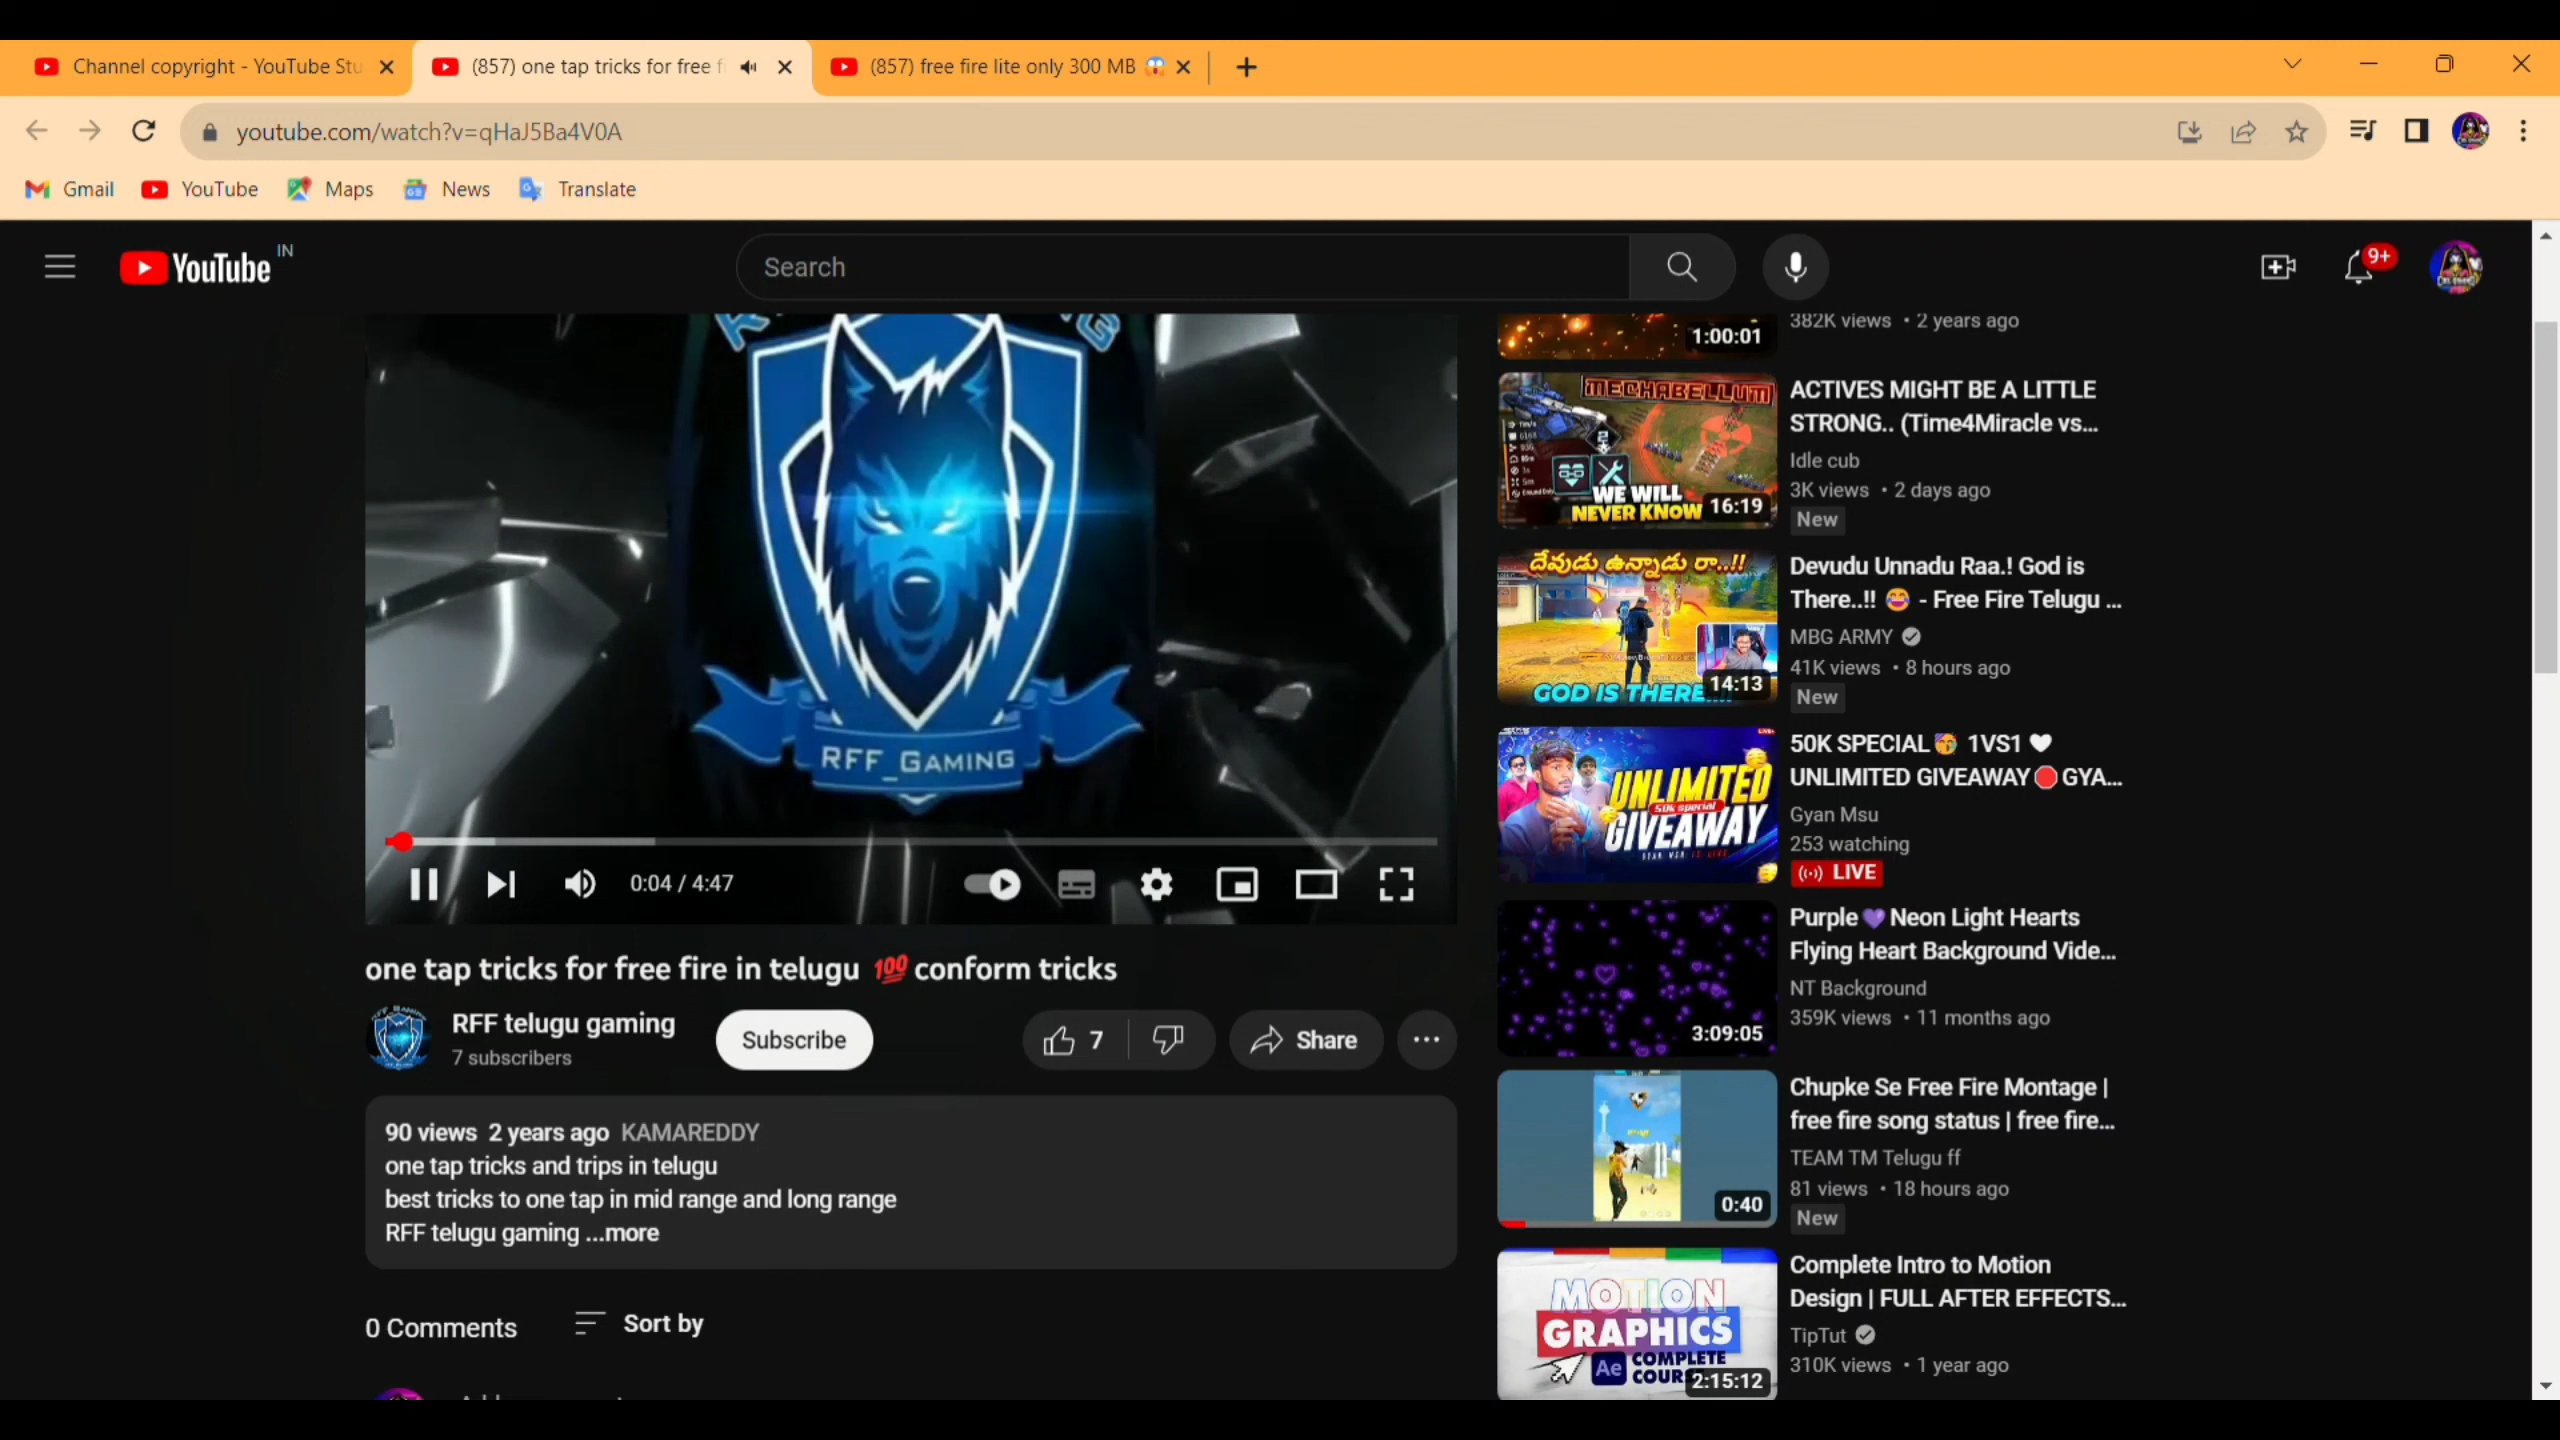 Channel copyright - YouTube Stu
(857) one tap tricks for free f
(857) free fire lite only 300 MB 😱
youtube.com/watch?v=qHaJ5Ba4V0A
Gmail
YouTube
Maps
News
Translate
YouTube IN
Search
9+
RFF_GAMING
0:04 / 4:47
one tap tricks for free fire in telugu 💯 conform tricks
RFF telugu gaming
7 subscribers
Subscribe
7
Share
90 views 2 years ago KAMAREDDY
one tap tricks and trips in telugu
best tricks to one tap in mid range and long range
RFF telugu gaming ...more
0 Comments
Sort by
1:00:01
382K views • 2 years ago
MECHABELLUM
WE WILL
NEVER KNOW
16:19
ACTIVES MIGHT BE A LITTLE
STRONG.. (Time4Miracle vs...
Idle cub
3K views • 2 days ago
New
దేవుడు ఉన్నాడు రా..!!
GOD IS THERE
14:13
Devudu Unnadu Raa.! God is
There..!! 😂 - Free Fire Telugu ...
MBG ARMY
41K views • 8 hours ago
New
UNLIMITED
50k special
GIVEAWAY
50K SPECIAL🥳 1VS1 🤍
UNLIMITED GIVEAWAY🛑GYA...
Gyan Msu
253 watching
LIVE
3:09:05
Purple💜Neon Light Hearts
Flying Heart Background Vide...
NT Background
359K views • 11 months ago
0:40
Chupke Se Free Fire Montage |
free fire song status | free fire...
TEAM TM Telugu ff
81 views • 18 hours ago
New
MOTION
GRAPHICS
Ae COMPLETE
COUR
2:15:12
Complete Intro to Motion
Design | FULL AFTER EFFECTS...
TipTut
310K views • 1 year ago